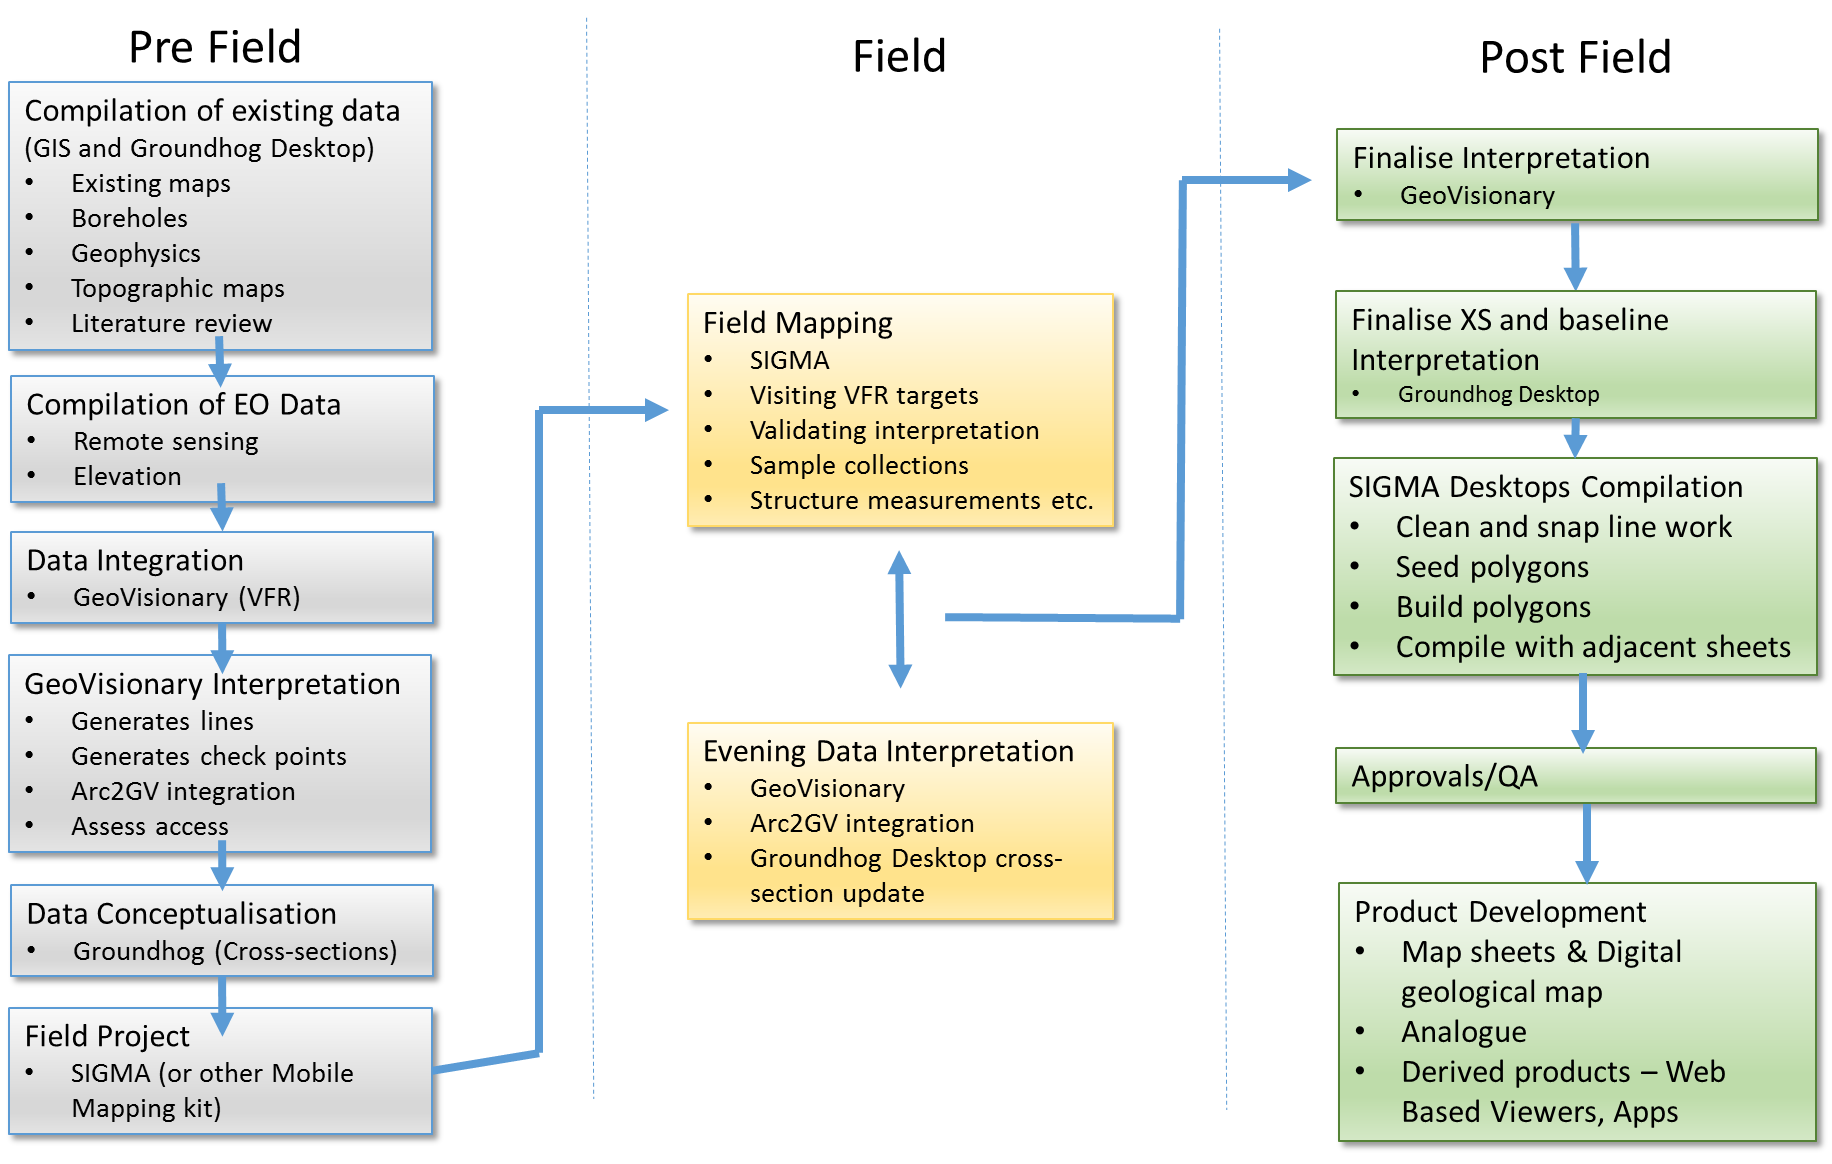 Pre Field
Compilation of existing data
(GIS and Groundhog Desktop)
• Existing maps
• Boreholes
• Geophysics
• Topographic maps
• Literature review
Compilation of EO Data
• Remote sensing
• Elevation
Data Integration
• GeoVisionary (VFR)
GeoVisionary Interpretation
• Generates lines
• Generates check points
• Arc2GV integration
• Assess access
Data Conceptualisation
• Groundhog (Cross-sections)
Field Project
• SIGMA (or other Mobile
Mapping kit)
Field
Field Mapping
• SIGMA
• Visiting VFR targets
• Validating interpretation
• Sample collections
• Structure measurements etc.
Evening Data Interpretation
• GeoVisionary
• Arc2GV integration
• Groundhog Desktop cross-
section update
Post Field
Finalise Interpretation
• GeoVisionary
Finalise XS and baseline
Interpretation
• Groundhog Desktop
SIGMA Desktops Compilation
• Clean and snap line work
• Seed polygons
• Build polygons
• Compile with adjacent sheets
Approvals/QA
Product Development
• Map sheets & Digital
geological map
• Analogue
• Derived products – Web
Based Viewers, Apps